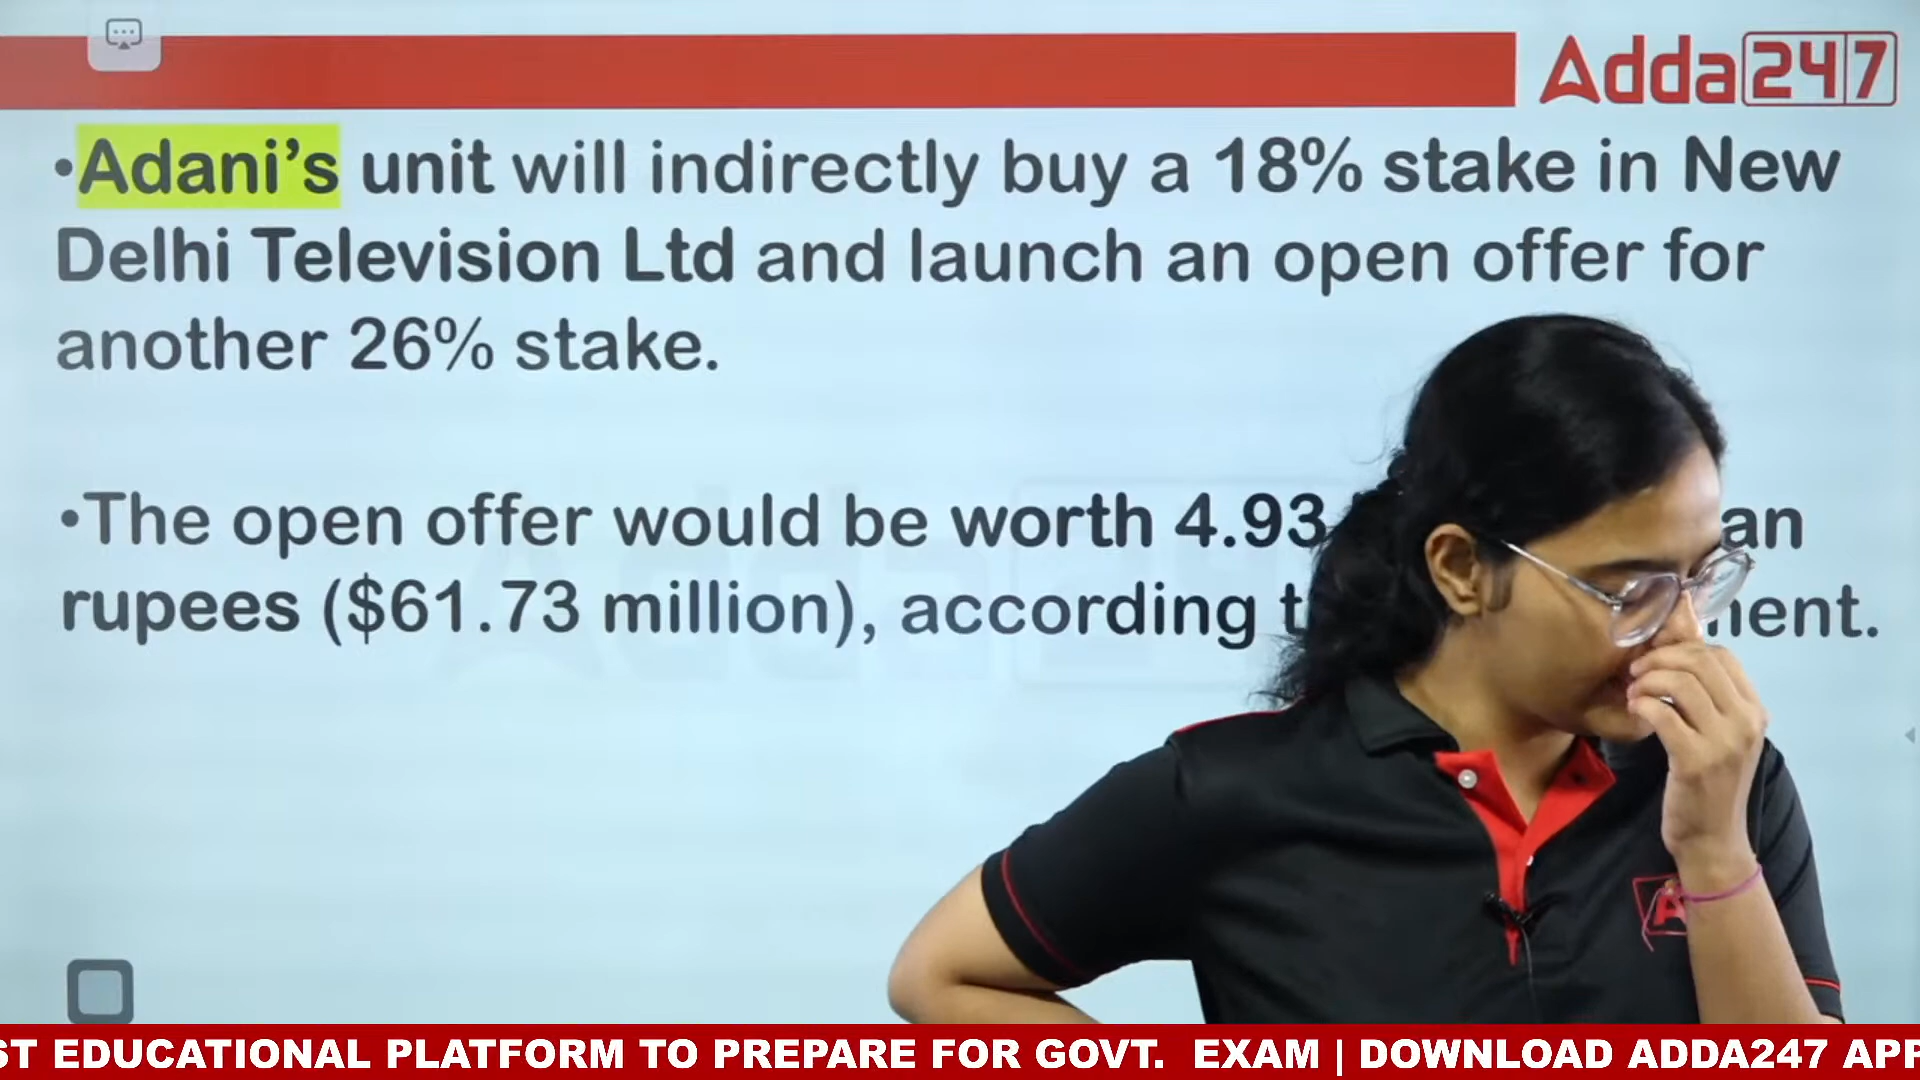 Adda247
•Adani’s unit will indirectly buy a 18% stake in New
Delhi Television Ltd and launch an open offer for
another 26% stake.
•The open offer would be worth 4.93
rupees ($61.73 million), according
EDUCATIONAL PLATFORM TO PREPARE FOR GOVT. EXAM | DOWNLOAD ADDA247 APP